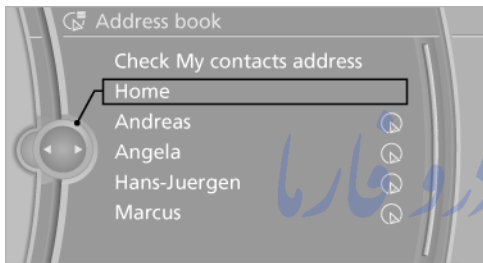 Address book
Check My contacts address
Home
Andreas
Angela
Hans-Juergen
Marcus